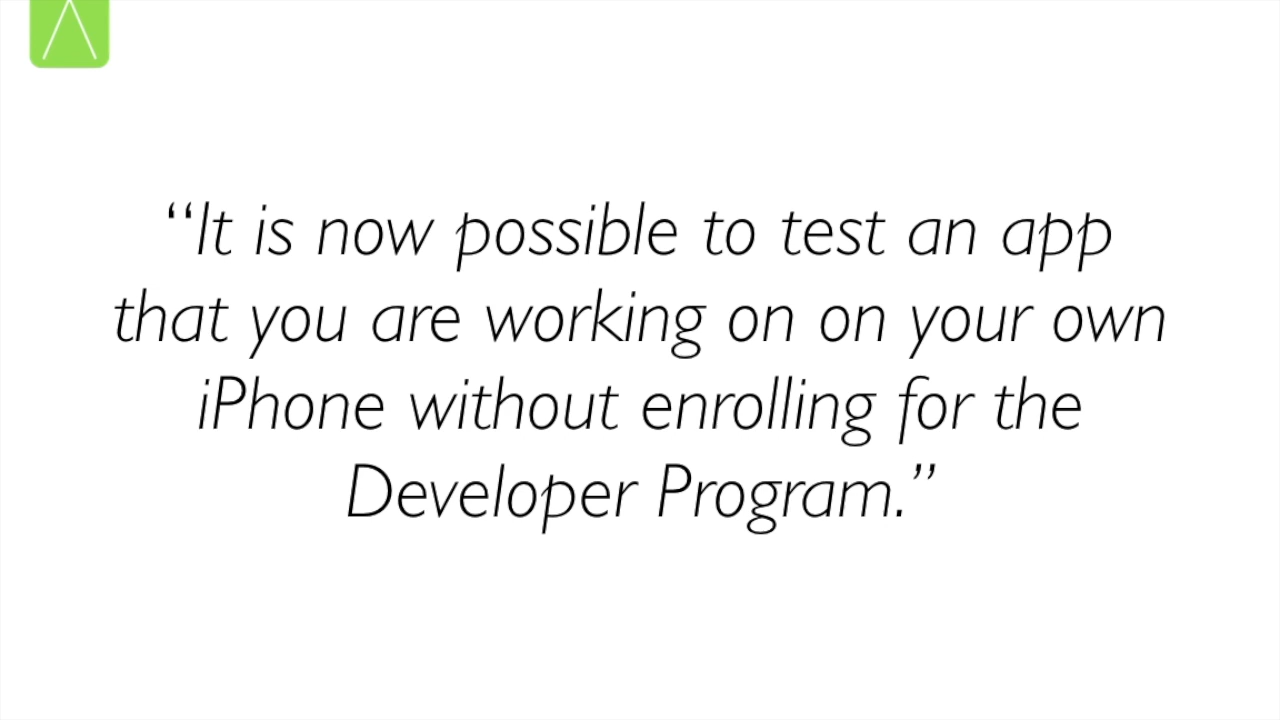 “It is now possible to test an app
that you are working on on your own
iPhone without enrolling for the
Developer Program.”